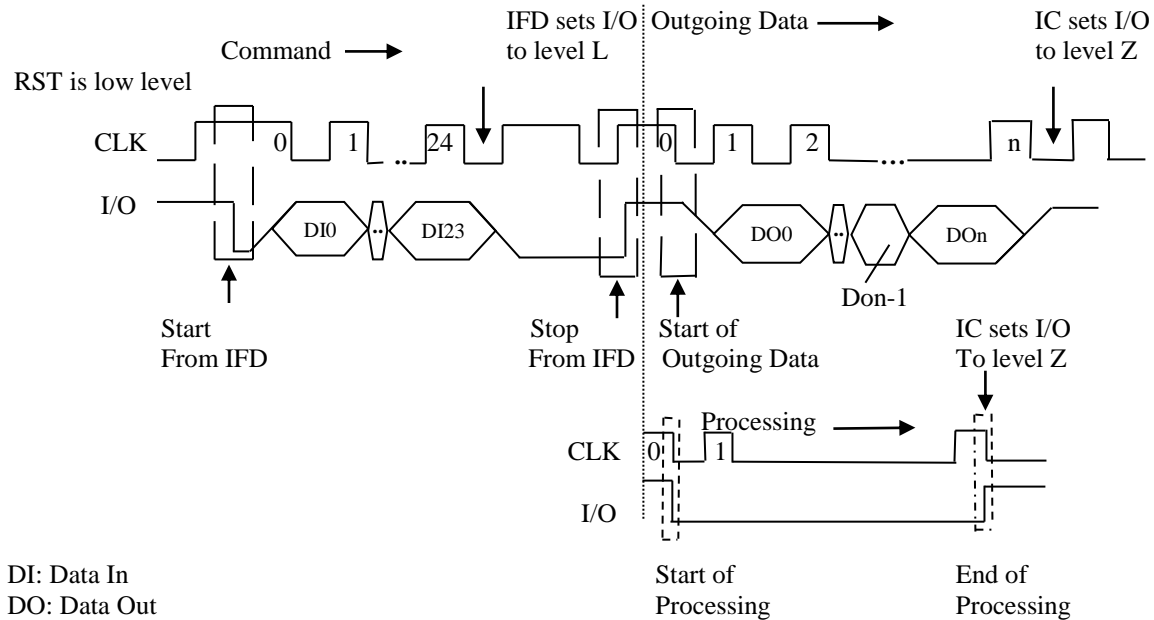 IFD sets I/O
to level L
Outgoing Data
IC sets I/O
to level Z
Command
RST is low level
CLK
0
1
..
24
0
1
2
...
n
I/O
DI0
..
DI23
DO0
..
DOn
Don-1
Start
From IFD
Stop
From IFD
Start of
Outgoing Data
IC sets I/O
To level Z
Processing
CLK
0
1
I/O
DI: Data In
DO: Data Out
Start of
Processing
End of
Processing